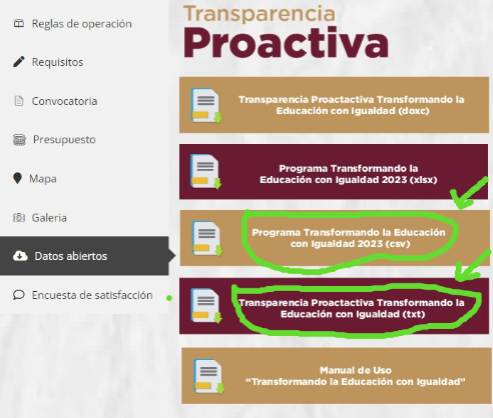 Reglas de operación
Requisitos
Convocatoria
Presupuesto
Mapa
Galeria
Datos abiertos
Encuesta de satisfacción
Transparencia
Proactiva
Transparencia Proactactiva Transformando la
Educación con Igualdad (doxc)
Programa Transformando la
Educación con Igualdad 2023 (xlsx)
Programa Transformando la Educación
con Igualdad 2023 (csv)
Transparencia Proactactiva Transformando la
Educación con Igualdad (txt)
Manual de Uso
"Transformando la Educación con Igualdad"